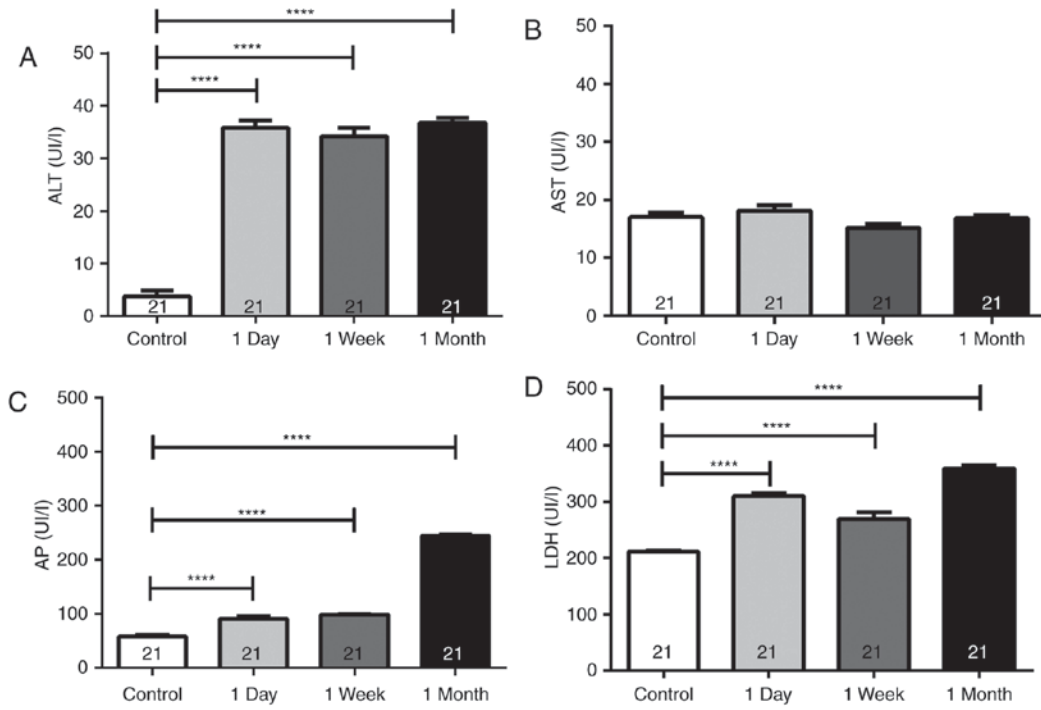 A
ALT (UI/l)
50
40
30
20
10
0
****
****
****
21
21
21
21
Control
1 Day
1 Week
1 Month
B
AST (UI/l)
50
40
30
20
10
0
21
21
21
21
Control
1 Day
1 Week
1 Month
C
AP (UI/l)
500
400
300
200
100
0
****
****
****
21
21
21
21
Control
1 Day
1 Week
1 Month
D
LDH (UI/l)
500
400
300
200
100
0
****
****
****
21
21
21
21
Control
1 Day
1 Week
1 Month